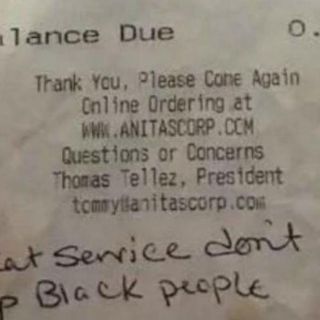 alance Due 0.
Thank You, Please Come Again
Online Ordering at
WWW.ANITASCORP.COM
Questions or Concerns
Thomas Tellez, President
tommy@anitascorp.com
eat Service don't
p Black people